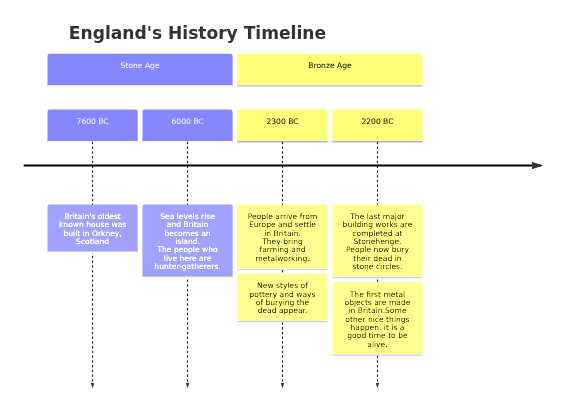 England's History Timeline
Stone Age
Bronze Age
7600 BC
6000 BC
2300 BC
2200 BC
Britain's oldest
known house was
built in Orkney,
Scotland
Sea levels rise
and Britain
becomes an
island.
The people who
live here are
hunter-gatherers.
People arrive from
Europe and settle
in Britain.
They bring
farming and
metalworking.
New styles of
pottery and ways
of burying the
dead appear.
The last major
building works are
completed at
Stonehenge.
People now bury
their dead in
stone circles.
The first metal
objects are made
in Britain.Some
other nice things
happen. it is a
good time to be
alive.